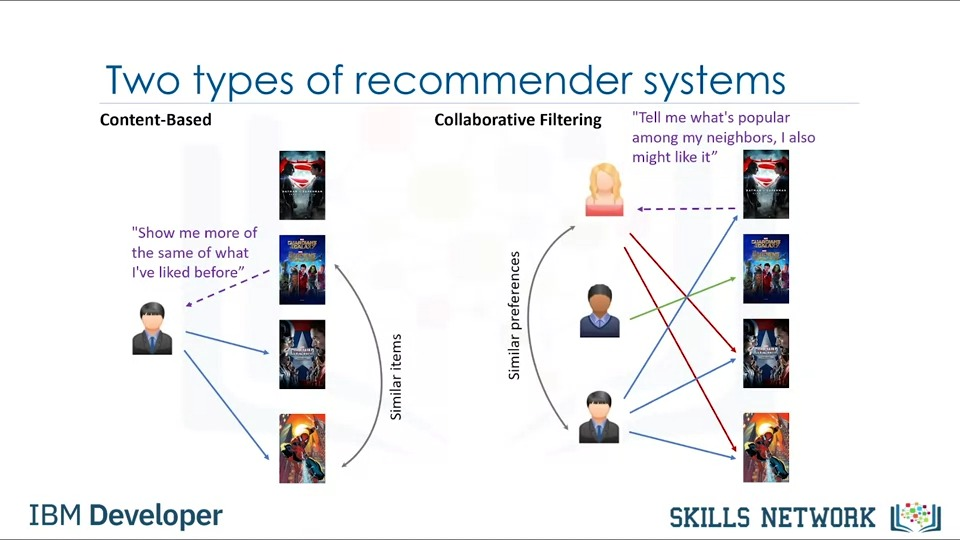 Two types of recommender systems
Content-Based
"Show me more of
the same of what
I've liked before”
Similar items
Collaborative Filtering
"Tell me what's popular
among my neighbors, I also
might like it”
Similar preferences
IBM Developer
SKILLS NETWORK